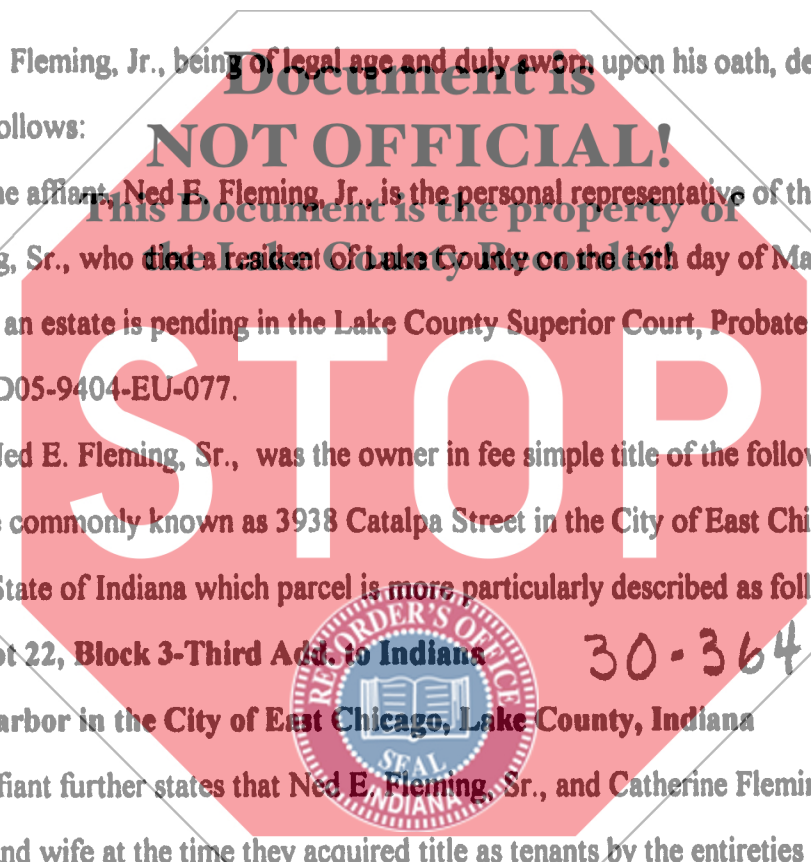 Fleming, Jr., being of legal age and duly sworn upon his oath, de
Document is
ollows:
NOT OFFICIAL!
e affiant, Ned E. Fleming, Jr., is the personal representative of th
This Document is the property of
g, Sr., who died a resident of Lake County on the 16th day of Ma
the Lake County Recorder!
an estate is pending in the Lake County Superior Court, Probate
D05-9404-EU-077.
STOP
Ned E. Fleming, Sr., was the owner in fee simple title of the follow
e commonly known as 3938 Catalpa Street in the City of East Chi
State of Indiana which parcel is more particularly described as foll
ot 22, Block 3-Third Add. to Indiana
30-364
arbor in the City of East Chicago, Lake County, Indiana
RECORDER'S OFFICE
SEAL
INDIANA
ffiant further states that Ned E. Fleming, Sr., and Catherine Flemin
and wife at the time they acquired title as tenants by the entireties